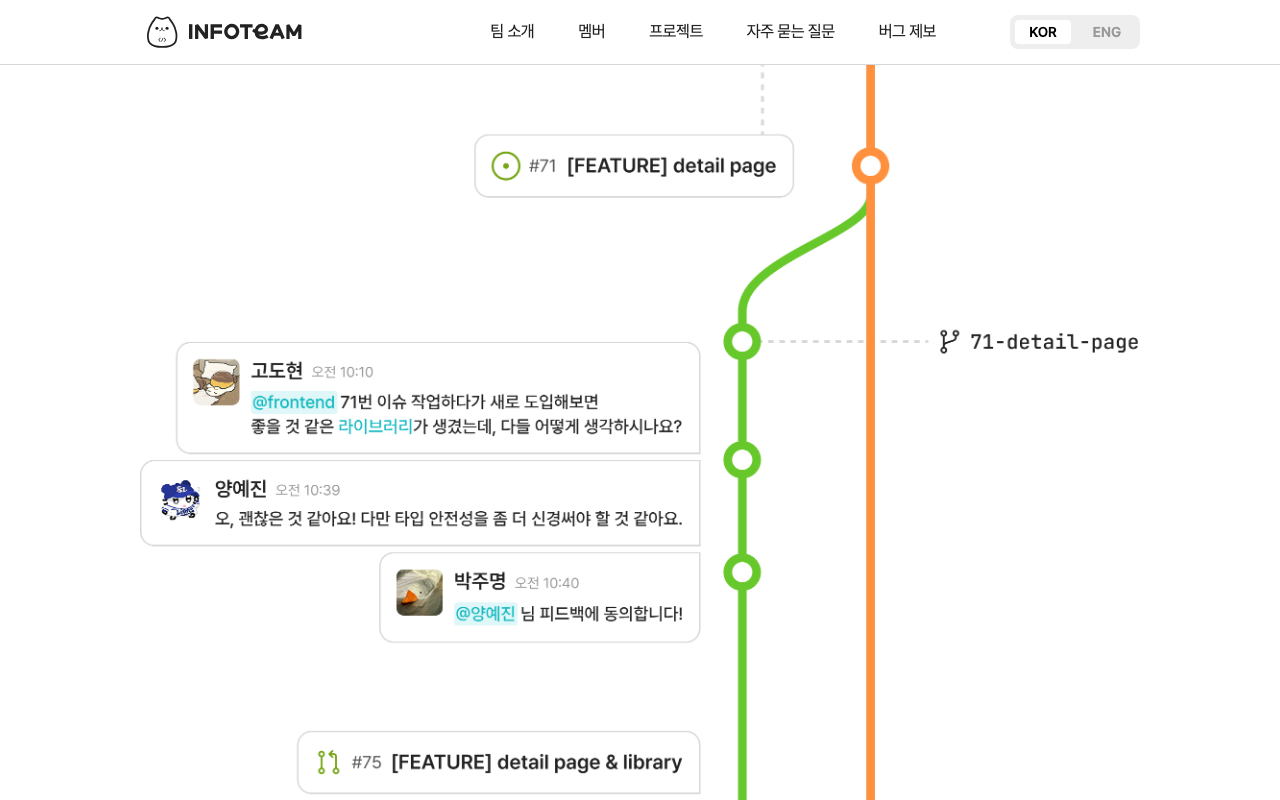 INFOTEAM
팀 소개
멤버
프로젝트
자주 묻는 질문
버그 제보
KOR
ENG
#71 [FEATURE] detail page
71-detail-page
고도현 오전 10:10
@frontend 71번 이슈 작업하다가 새로 도입해보면
좋을 것 같은 라이브러리가 생겼는데, 다들 어떻게 생각하시나요?
양예진 오전 10:39
오, 괜찮은 것 같아요! 다만 타입 안전성을 좀 더 신경써야 할 것 같아요.
박주명 오전 10:40
@양예진 님 피드백에 동의합니다!
#75 [FEATURE] detail page & library